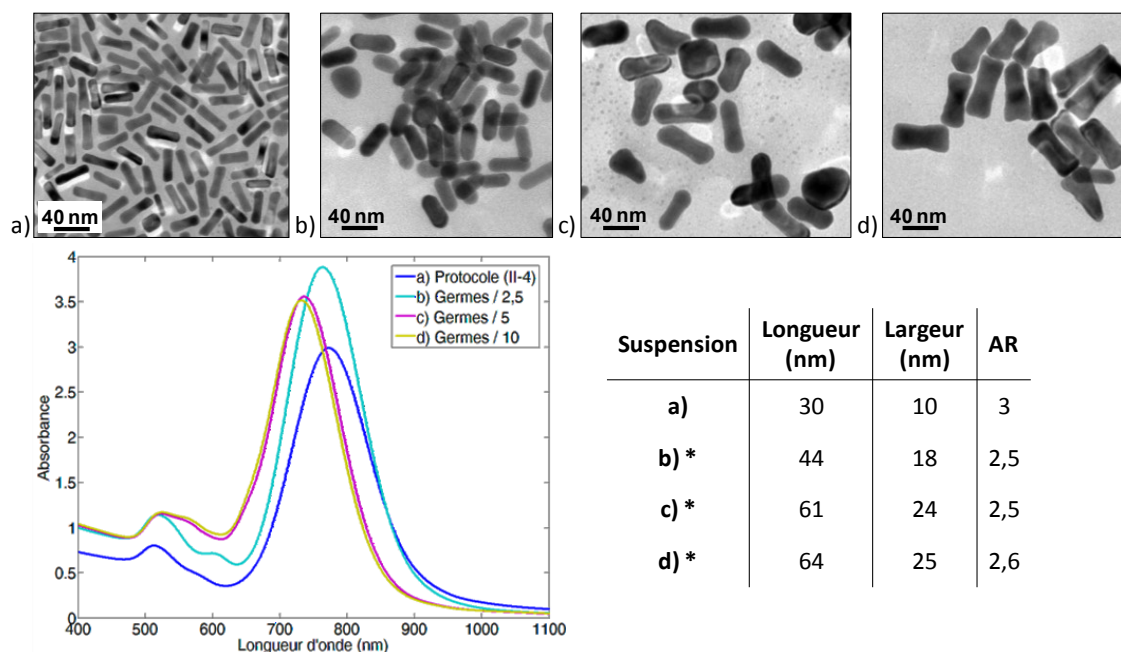 a)
40 nm
b)
40 nm
c)
40 nm
d)
40 nm
Absorbance
4
3.5
3
2.5
2
1.5
1
0.5
0
400 500 600 700 800 900 1000 1100
Longueur d'onde (nm)
a) Protocole (II-4)
b) Germes / 2,5
c) Germes / 5
d) Germes / 10
Suspension Longueur (nm) Largeur (nm) AR
a) 30 10 3
b) * 44 18 2,5
c) * 61 24 2,5
d) * 64 25 2,6